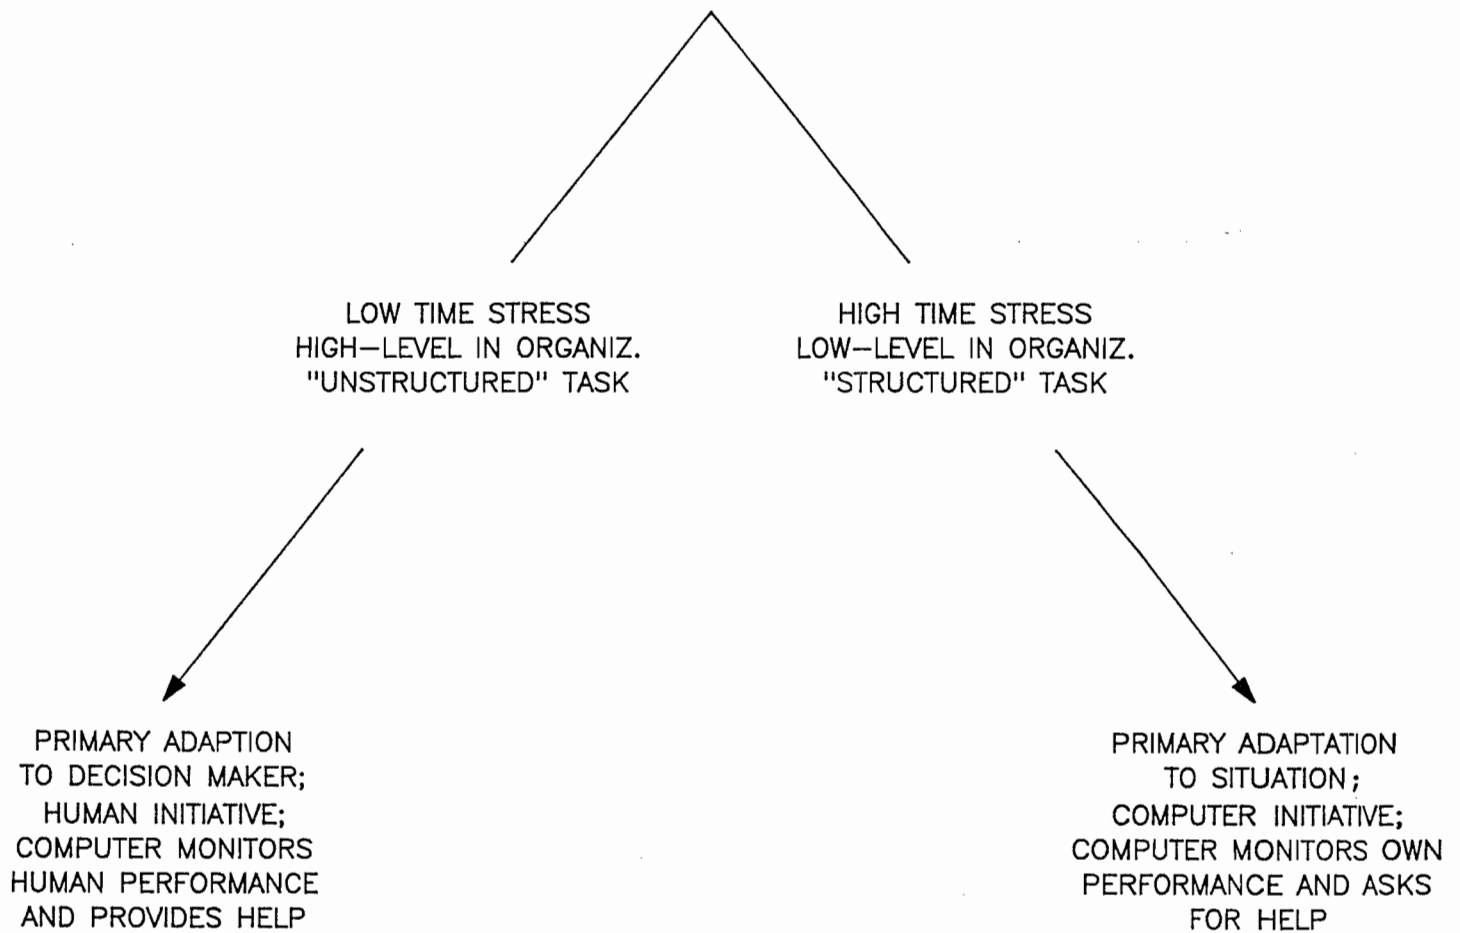 LOW TIME STRESS
HIGH-LEVEL IN ORGANIZ.
"UNSTRUCTURED" TASK
HIGH TIME STRESS
LOW-LEVEL IN ORGANIZ.
"STRUCTURED" TASK
PRIMARY ADAPTION
TO DECISION MAKER;
HUMAN INITIATIVE;
COMPUTER MONITORS
HUMAN PERFORMANCE
AND PROVIDES HELP
PRIMARY ADAPTATION
TO SITUATION;
COMPUTER INITIATIVE;
COMPUTER MONITORS OWN
PERFORMANCE AND ASKS
FOR HELP